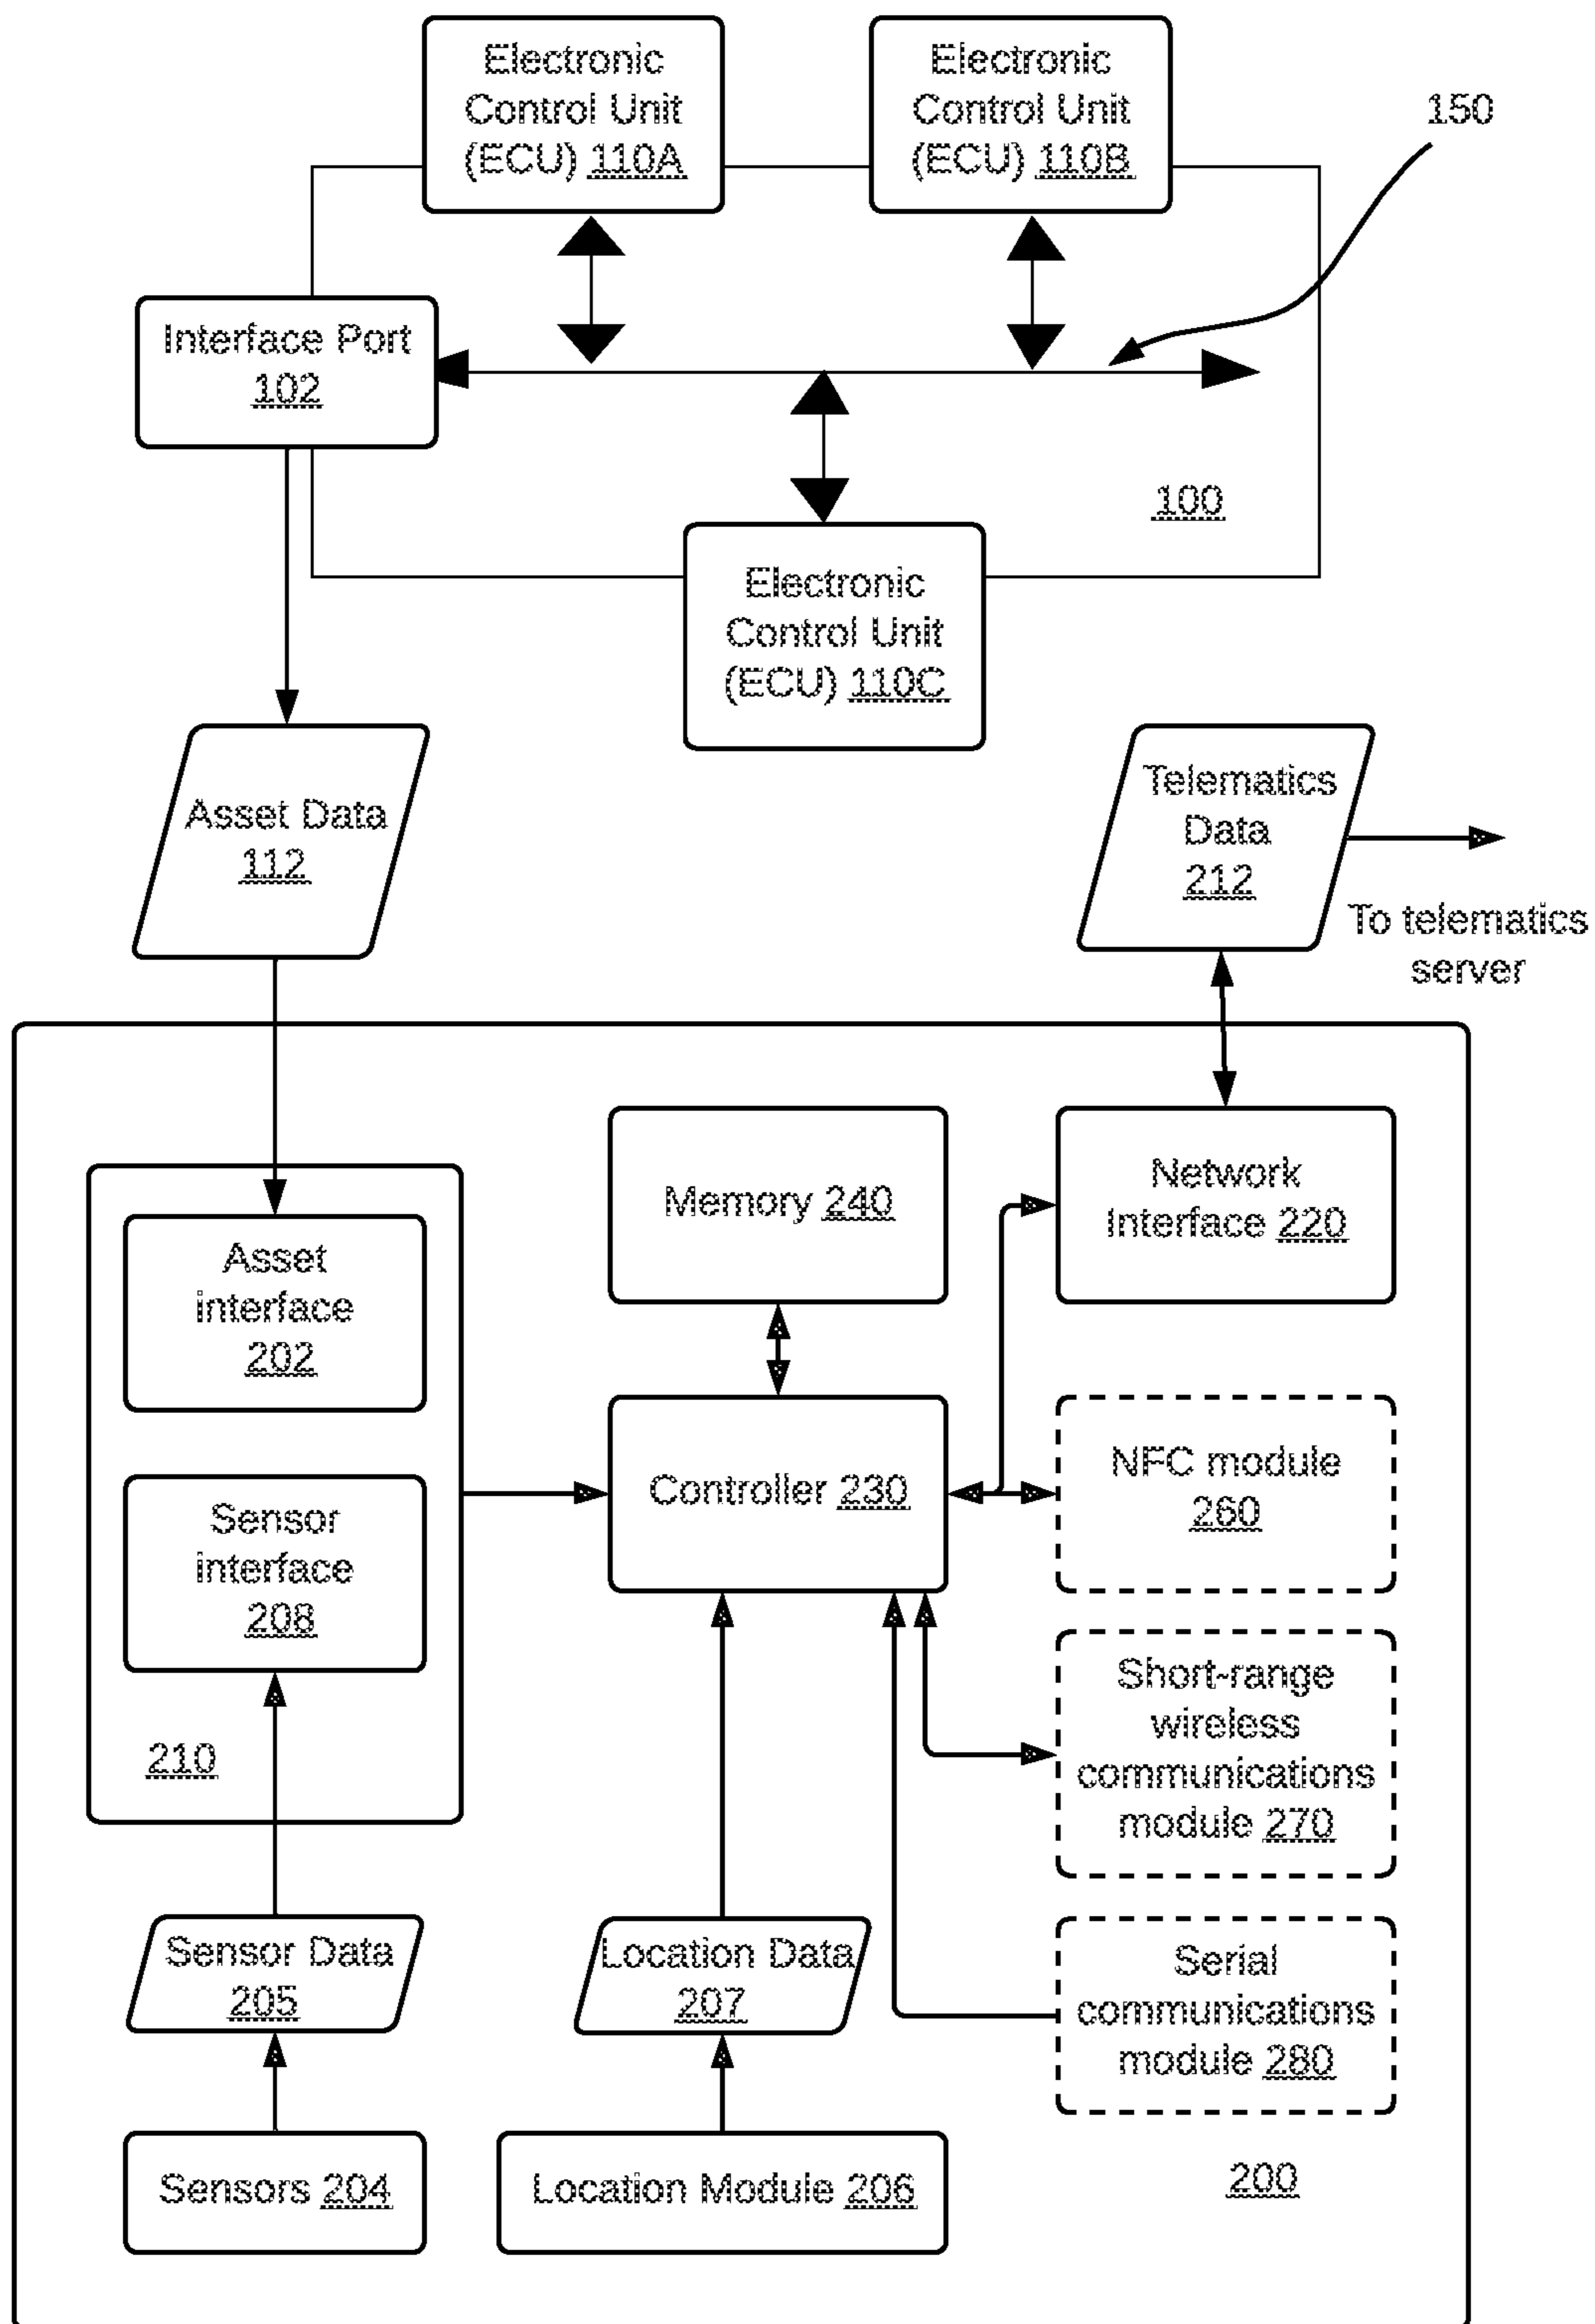 Electronic
Control Unit
(ECU) 110A
Electronic
Control Unit
(ECU) 110B
150
Interface Port
102
100
Electronic
Control Unit
(ECU) 110C
Asset Data
112
Telematics
Data
212
To telematics
server
Memory 240
Network
Interface 220
Asset
interface
202
Controller 230
NFC module
260
Sensor
interface
208
Short-range
wireless
communications
module 270
210
Sensor Data
205
Location Data
207
Serial
communications
module 280
Sensors 204
Location Module 206
200